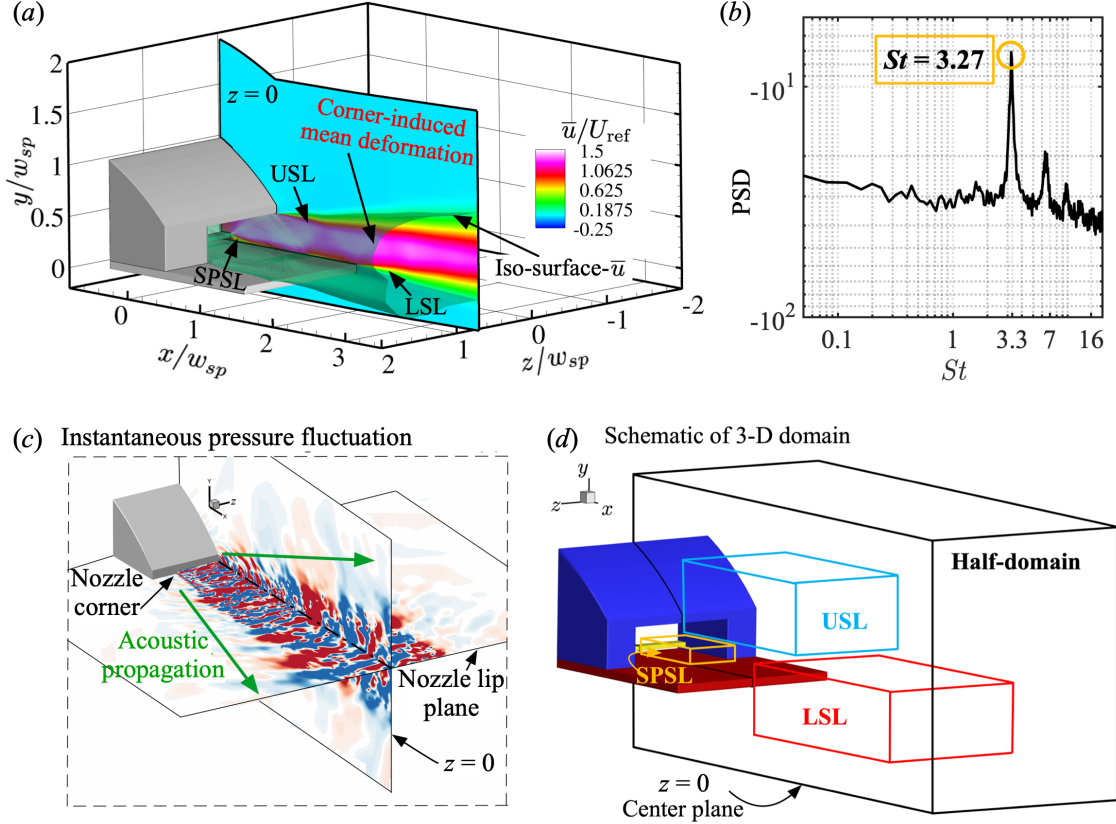 (a)
2
1.5
1
0.5
0
y/w_sp
z = 0
Corner-induced
mean deformation
USL
SPSL
LSL
Iso-surface-u̅
u̅/U_ref
1.5
1.0625
0.625
0.1875
-0.25
0
1
2
3
x/w_sp
2
1
0
-1
-2
z/w_sp
(b)
St = 3.27
-10^1
-10^2
PSD
0.1
1
3.3
7
16
St
(c) Instantaneous pressure fluctuation
Y
Z
X
Nozzle
corner
Acoustic
propagation
Nozzle lip
plane
z = 0
(d) Schematic of 3-D domain
y
z
x
Half-domain
USL
SPSL
LSL
z = 0
Center plane